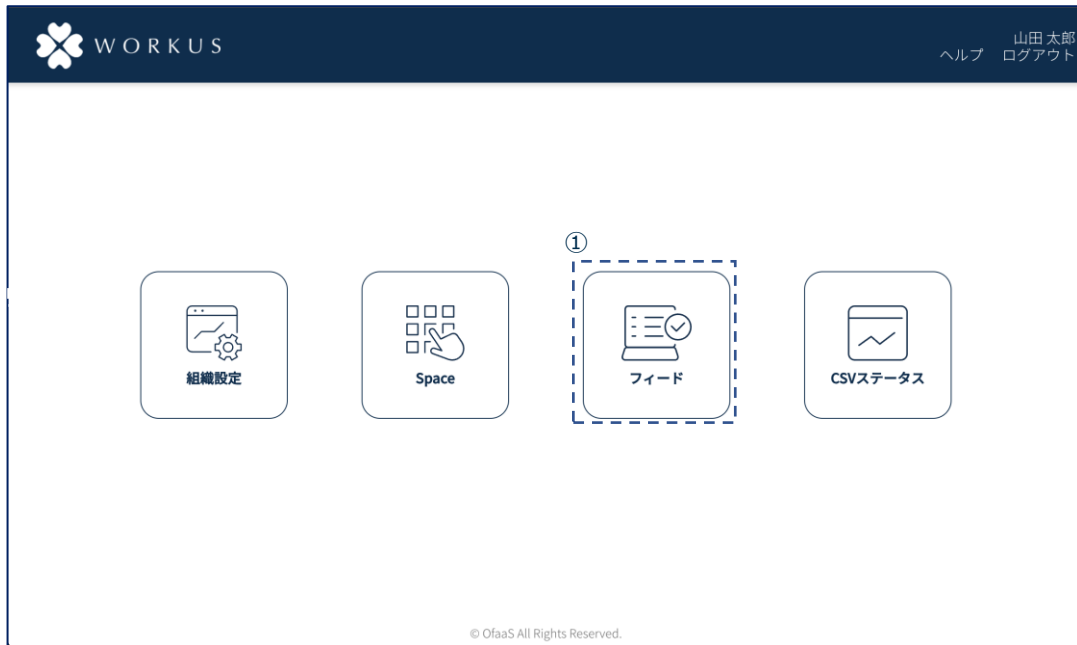 WORKUS
山田 太郎
ヘルプ ログアウト
①
組織設定
Space
フィード
CSVステータス
© OfaaS All Rights Reserved.